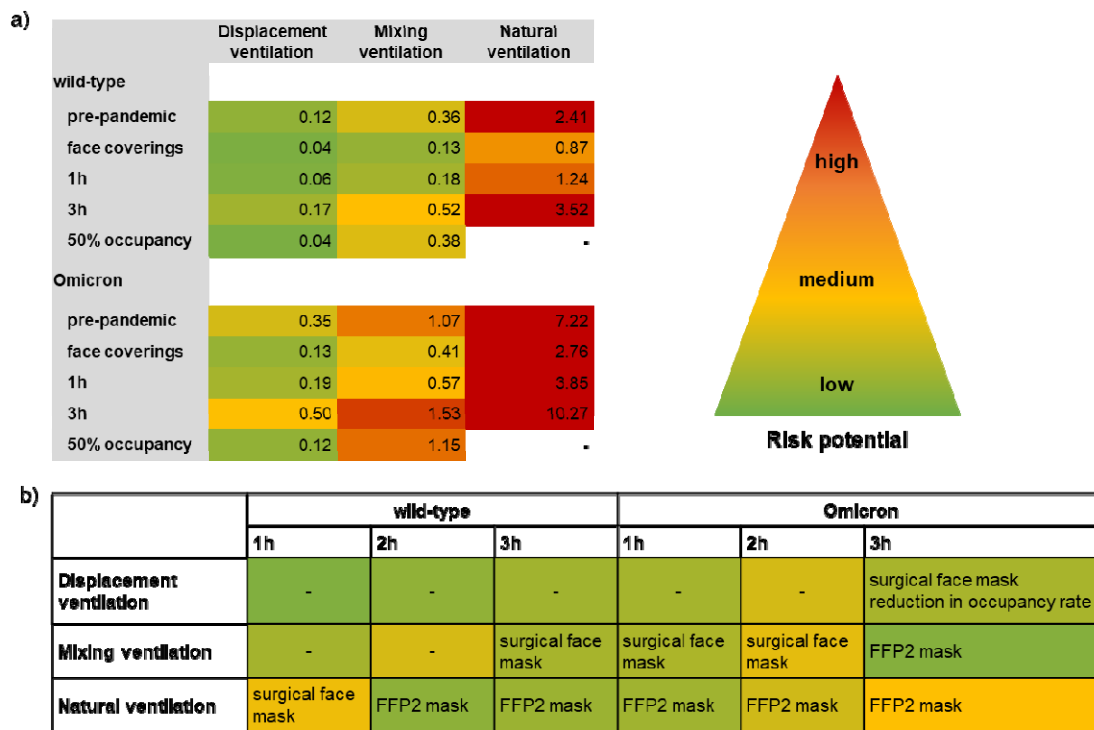 a)
Displacement ventilation Mixing ventilation Natural ventilation
wild-type
pre-pandemic 0.12 0.36 2.41
face coverings 0.04 0.13 0.87
1h 0.06 0.18 1.24
3h 0.17 0.52 3.52
50% occupancy 0.04 0.38 -
Omicron
pre-pandemic 0.35 1.07 7.22
face coverings 0.13 0.41 2.76
1h 0.19 0.57 3.85
3h 0.50 1.53 10.27
50% occupancy 0.12 1.15 -
high
medium
low
Risk potential
b)
wild-type Omicron
1h 2h 3h 1h 2h 3h
Displacement ventilation - - - - - surgical face mask reduction in occupancy rate
Mixing ventilation - - surgical face mask surgical face mask surgical face mask FFP2 mask
Natural ventilation surgical face mask FFP2 mask FFP2 mask FFP2 mask FFP2 mask FFP2 mask